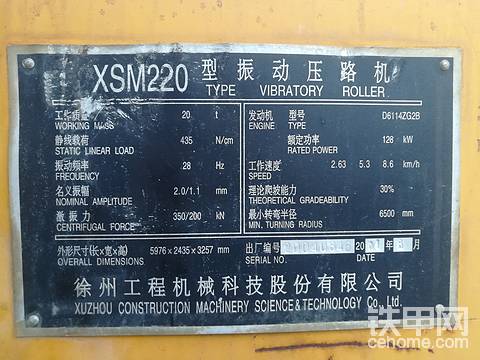 XSM220 型振动压路机
TYPE VIBRATORY ROLLER
工作质量 20 t
WORKING MASS
静线载荷 435 N/cm
STATIC LINEAR LOAD
振动频率 28 Hz
FREQUENCY
名义振幅 2.0/1.1 mm
NOMINAL AMPLITUDE
激振力 350/200 kN
CENTRIFUGAL FORCE
外形尺寸(长×宽×高) 5976×2435×3257 mm
OVERALL DIMENSIONS
发动机 型号 D6114ZG2B
ENGINE TYPE
额定功率 128 kW
RATED POWER
工作速度 2.63 5.3 8.6 km/h
SPEED
理论爬坡能力 30%
THEORETICAL GRADEABILITY
最小转弯半径 6500 mm
MIN. TURNING RADIUS
出厂编号 年 月
SERIAL NO. DATE
徐州工程机械科技股份有限公司
XUZHOU CONSTRUCTION MACHINERY SCIENCE&TECHNOLOGY Co., Ltd.
铁甲网
cehome.com